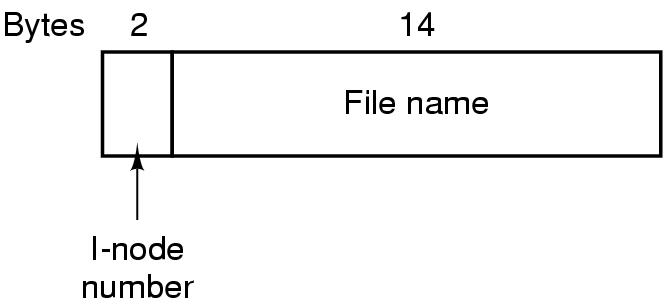 Bytes 2 14
File name
I-node
number